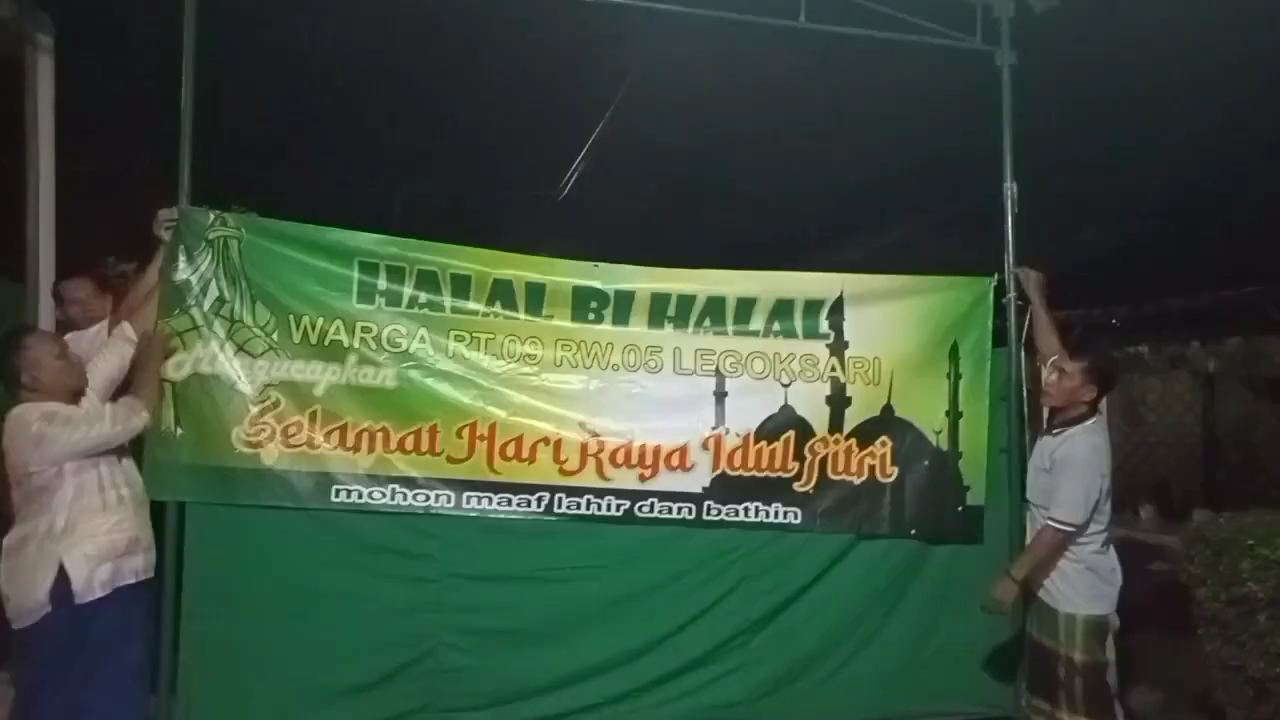 HALAL BI HALAL
WARGA RT.09 RW.05 LEGOKSARI
Mengucapkan
Selamat Hari Raya Idul Fitri
mohon maaf lahir dan bathin